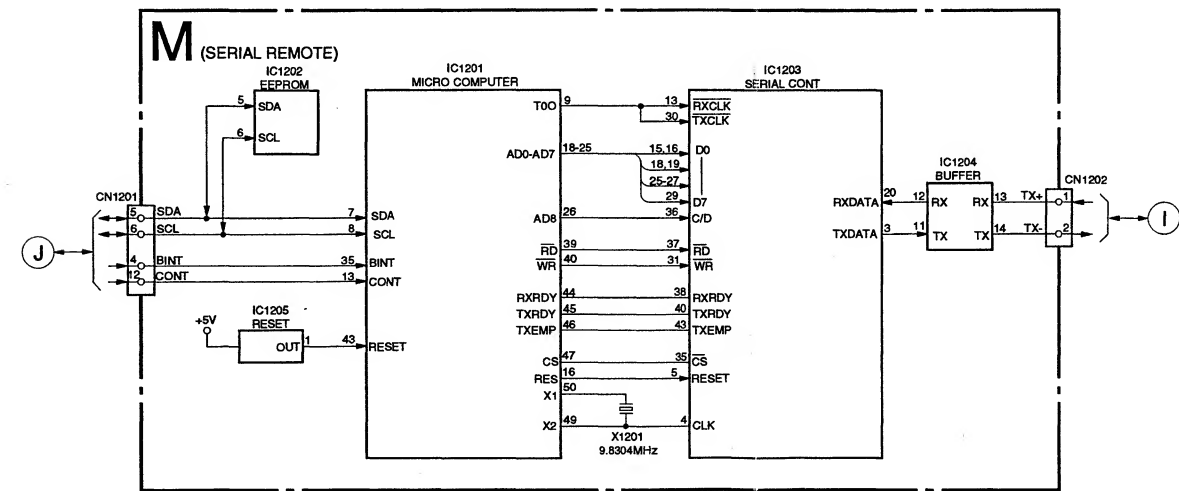 M (SERIAL REMOTE)
IC1202
EEPROM
5 SDA
6 SCL
IC1201
MICRO COMPUTER
T0O 9
AD0-AD7 18-25
AD8 26
RD 39
WR 40
RXRDY 44
TXRDY 45
TXEMP 46
CS 47
RES 16
X1 50
X2 49
7 SDA
8 SCL
35 BINT
13 CONT
43 RESET
CN1201
5 SDA
6 SCL
4 BINT
12 CONT
J
IC1205
RESET
+5V
OUT 1
X1201
9.8304MHz
IC1203
SERIAL CONT
13 RXCLK
30 TXCLK
15,16 D0
18,19
25-27
29 D7
36 C/D
37 RD
31 WR
38 RXRDY
40 TXRDY
43 TXEMP
35 CS
5 RESET
4 CLK
RXDATA 20
TXDATA 3
IC1204
BUFFER
12 RX RX 13
11 TX TX 14
TX+
TX-
CN1202
1
2
I